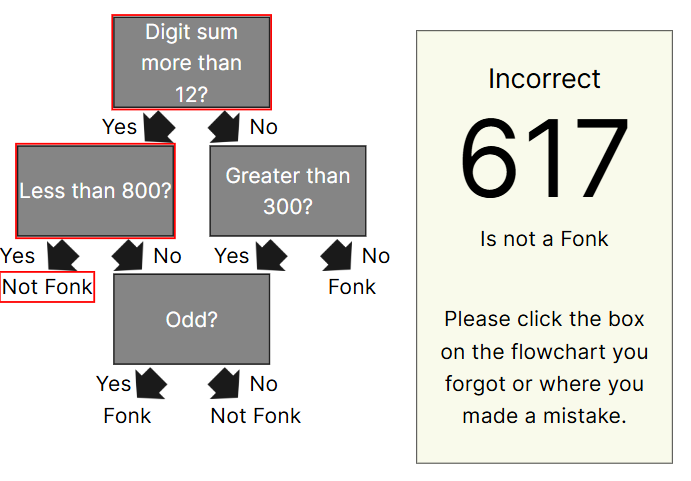 Digit sum
more than
12?
Yes
No
Less than 800?
Greater than
300?
Yes
No
Yes
No
Not Fonk
Fonk
Odd?
Yes
No
Fonk
Not Fonk
Incorrect
617
Is not a Fonk
Please click the box
on the flowchart you
forgot or where you
made a mistake.